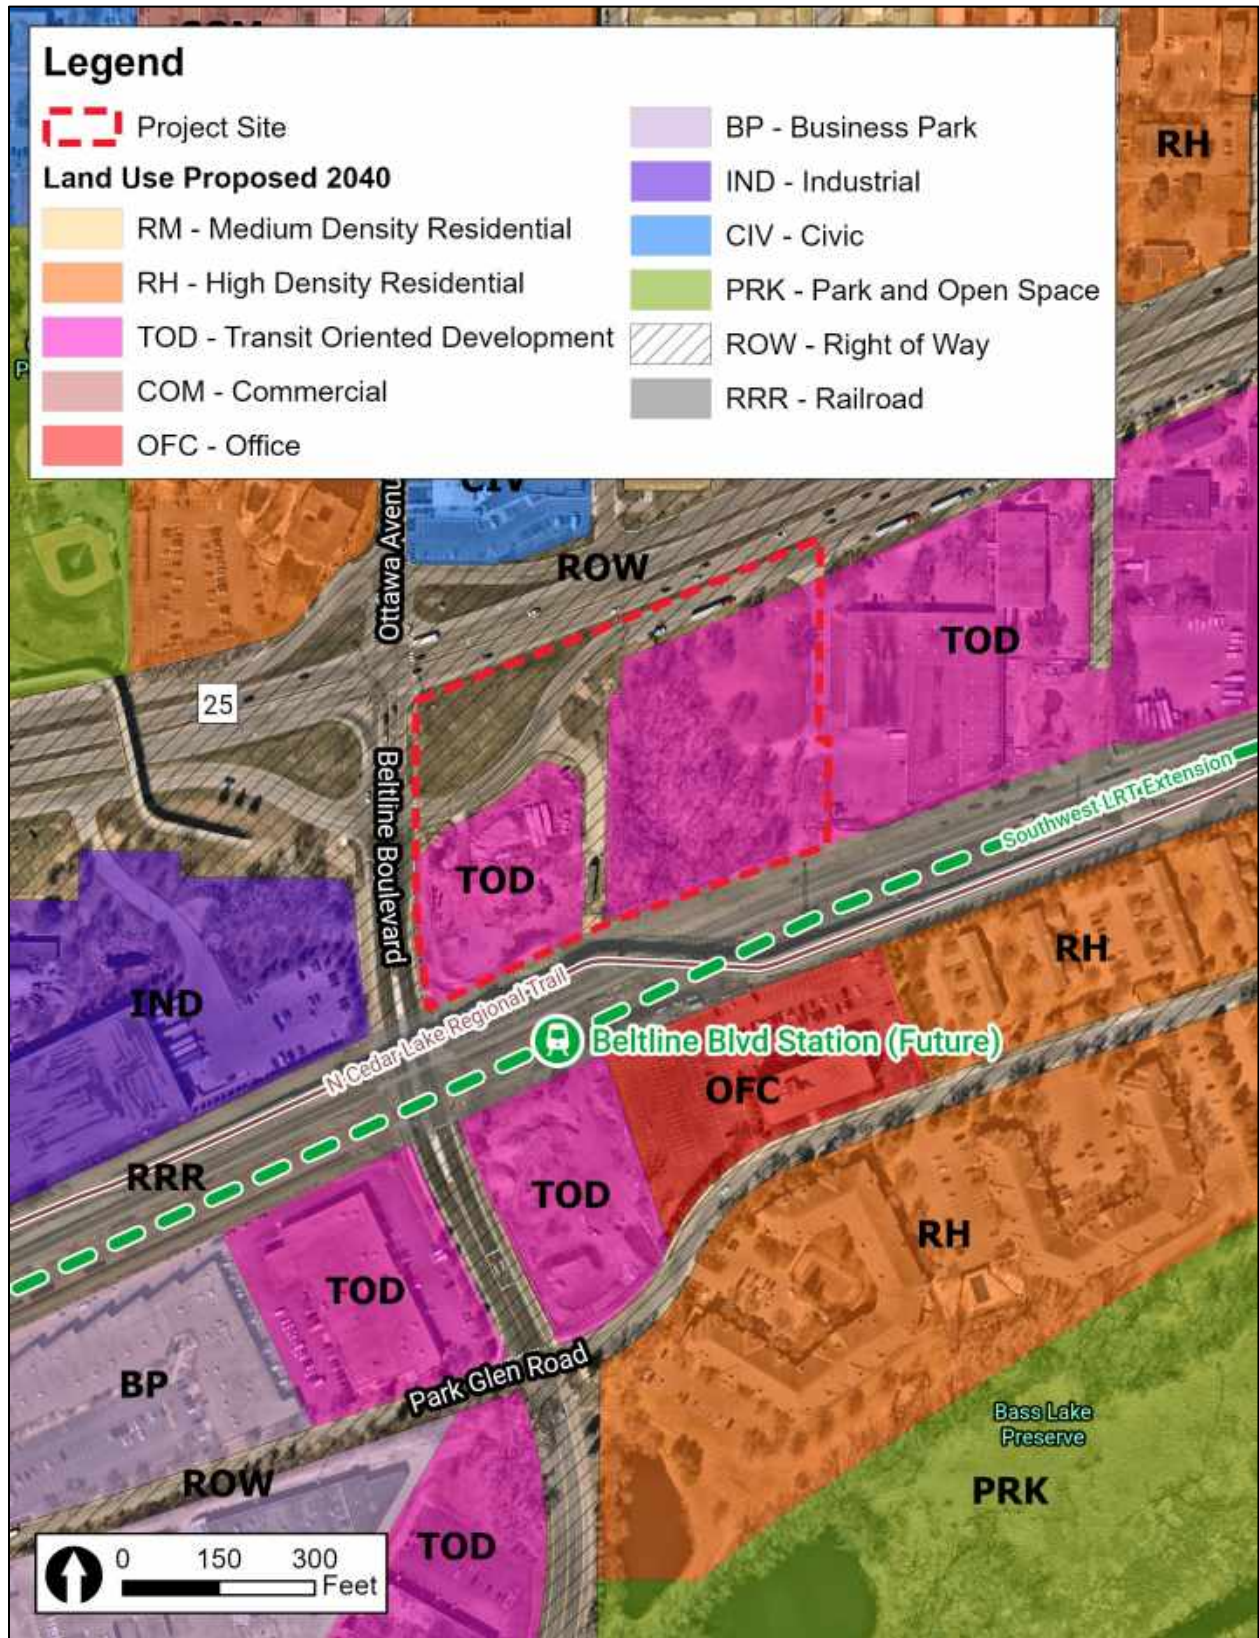 COM
Legend
Project Site
Land Use Proposed 2040
RM - Medium Density Residential
RH - High Density Residential
TOD - Transit Oriented Development
COM - Commercial
OFC - Office
BP - Business Park
IND - Industrial
CIV - Civic
PRK - Park and Open Space
ROW - Right of Way
RRR - Railroad
RH
P
CIV
Ottawa Avenu
ROW
TOD
25
Beltline Boulevard
Southwest LRT Extension
TOD
RH
IND
N Cedar Lake Regional Trail
Beltline Blvd Station (Future)
OFC
RRR
TOD
RH
TOD
BP
Park Glen Road
Bass Lake
Preserve
ROW
PRK
TOD
0 150 300
Feet